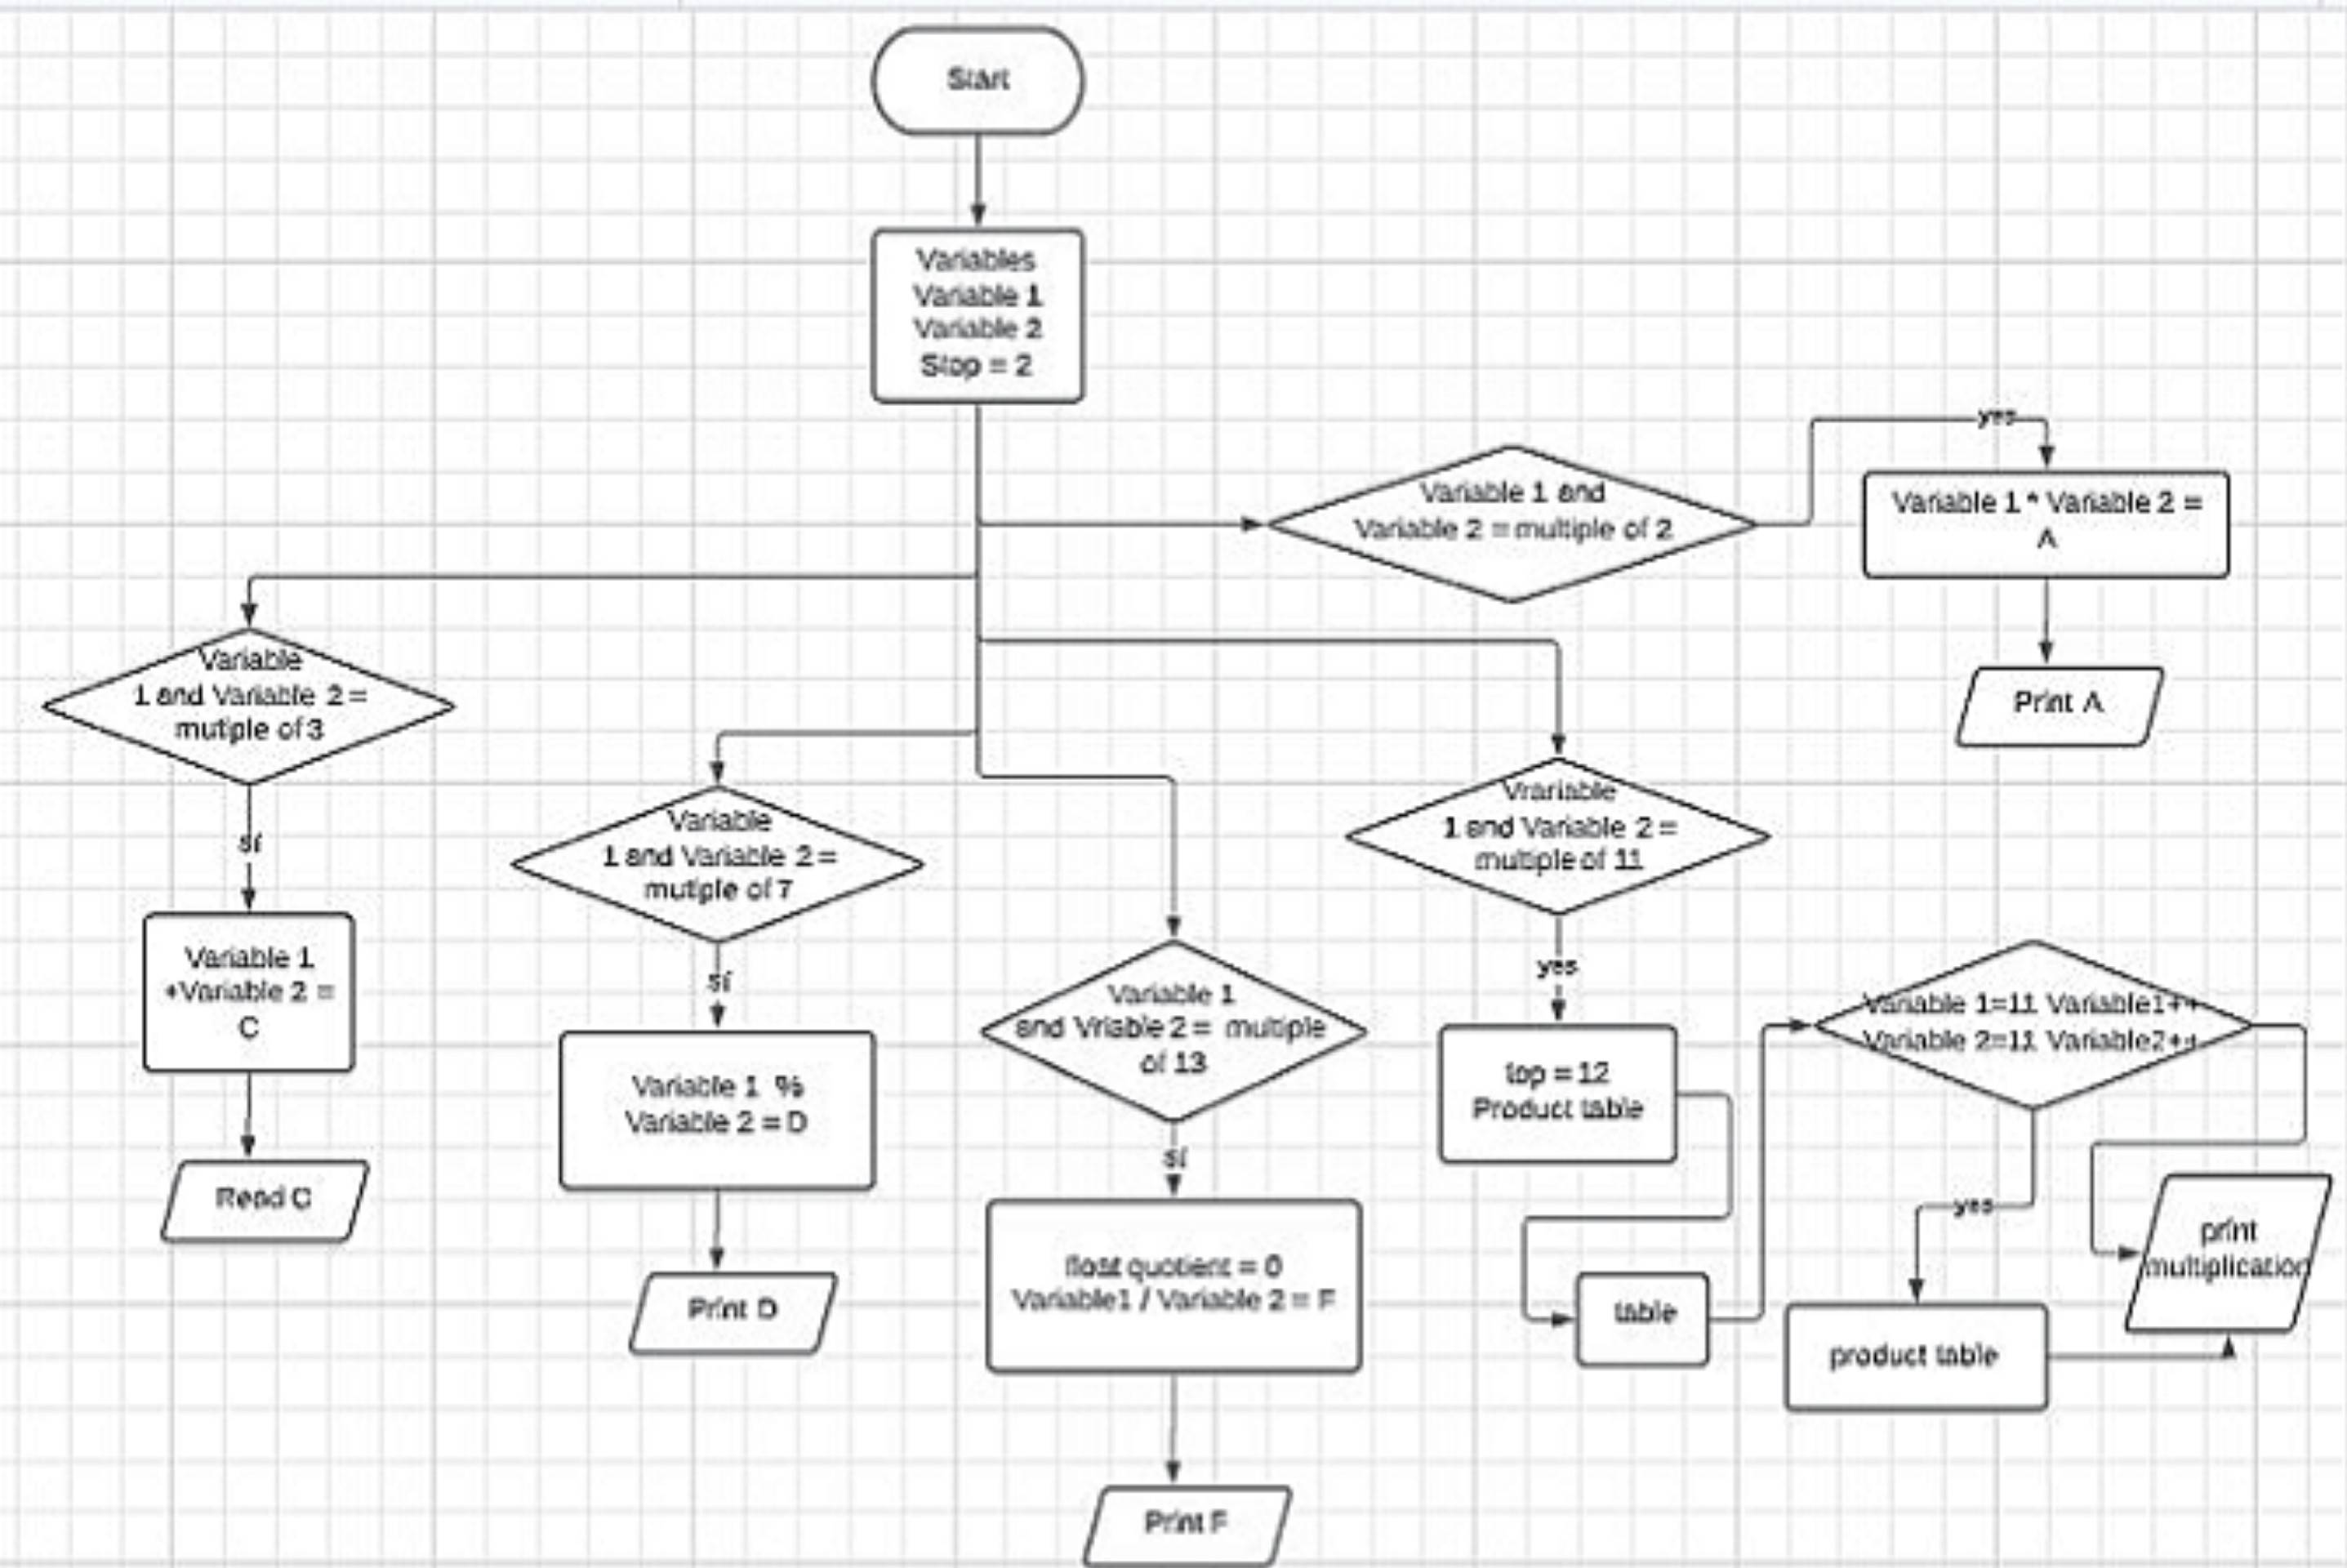 Start
Variables
Variable 1
Variable 2
Stop = 2
yes
Variable 1 and
Variable 2 = multiple of 2
Variable 1 * Variable 2 =
A
Print A
Variable
1 and Variable 2 =
mutiple of 3
sí
Variable 1
+Variable 2 =
C
Read C
Variable
1 and Variable 2 =
mutiple of 7
sí
Variable 1 %
Variable 2 = D
Print D
Variable 1
and Vriable 2 = multiple
of 13
sí
float quotient = 0
Variable1 / Variable 2 = F
Print F
Vrariable
1 and Variable 2 =
multiple of 11
yes
top = 12
Product table
table
Variable 1=11 Variable1++
Variable 2=11 Variable2++
yes
product table
print
multiplication